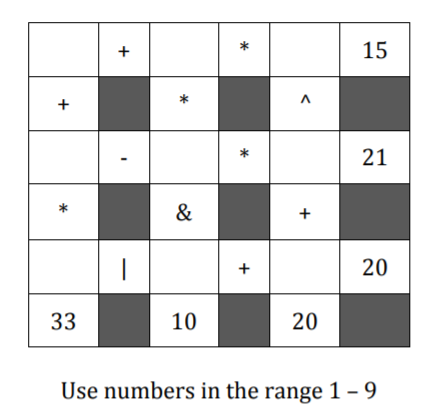 + * 15
+ * ^
- * 21
* & +
| + 20
33 10 20
Use numbers in the range 1 – 9